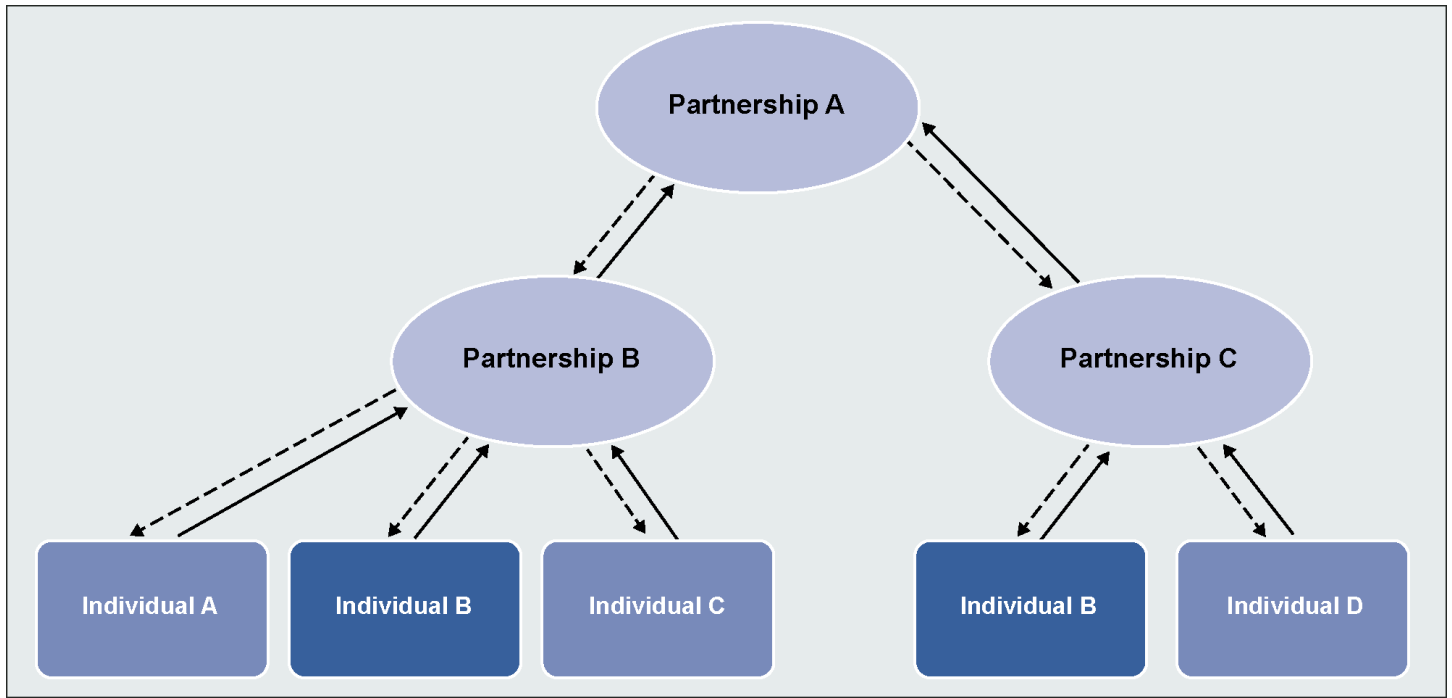 Partnership A
Partnership B
Partnership C
Individual A
Individual B
Individual C
Individual B
Individual D